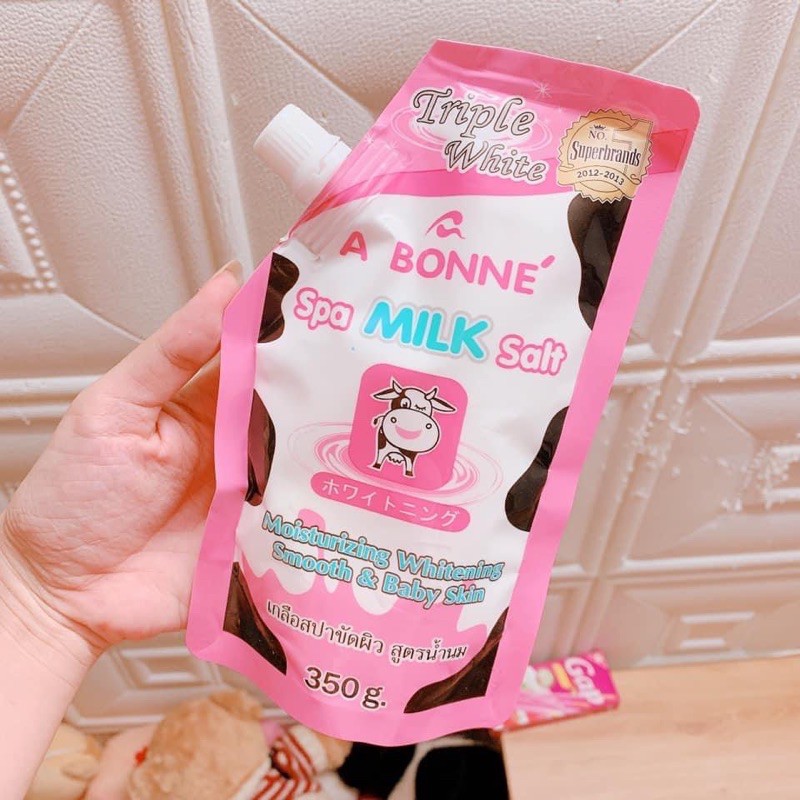 Triple
White
NO. 1
Superbrands
2012-2013
A BONNÉ
Spa MILK Salt
ホワイトニング
Moisturizing Whitening
Smooth & Baby Skin
เกลือสปาขัดผิว สูตรน้ำนม
350 g.